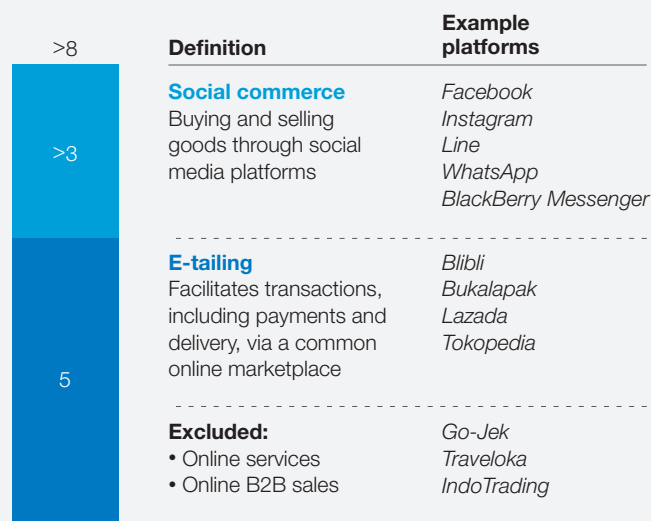 >8
Definition
Example
platforms
>3
Social commerce
Buying and selling
goods through social
media platforms
Facebook
Instagram
Line
WhatsApp
BlackBerry Messenger
5
E-tailing
Facilitates transactions,
including payments and
delivery, via a common
online marketplace
Blibli
Bukalapak
Lazada
Tokopedia
Excluded:
• Online services
• Online B2B sales
Go-Jek
Traveloka
IndoTrading